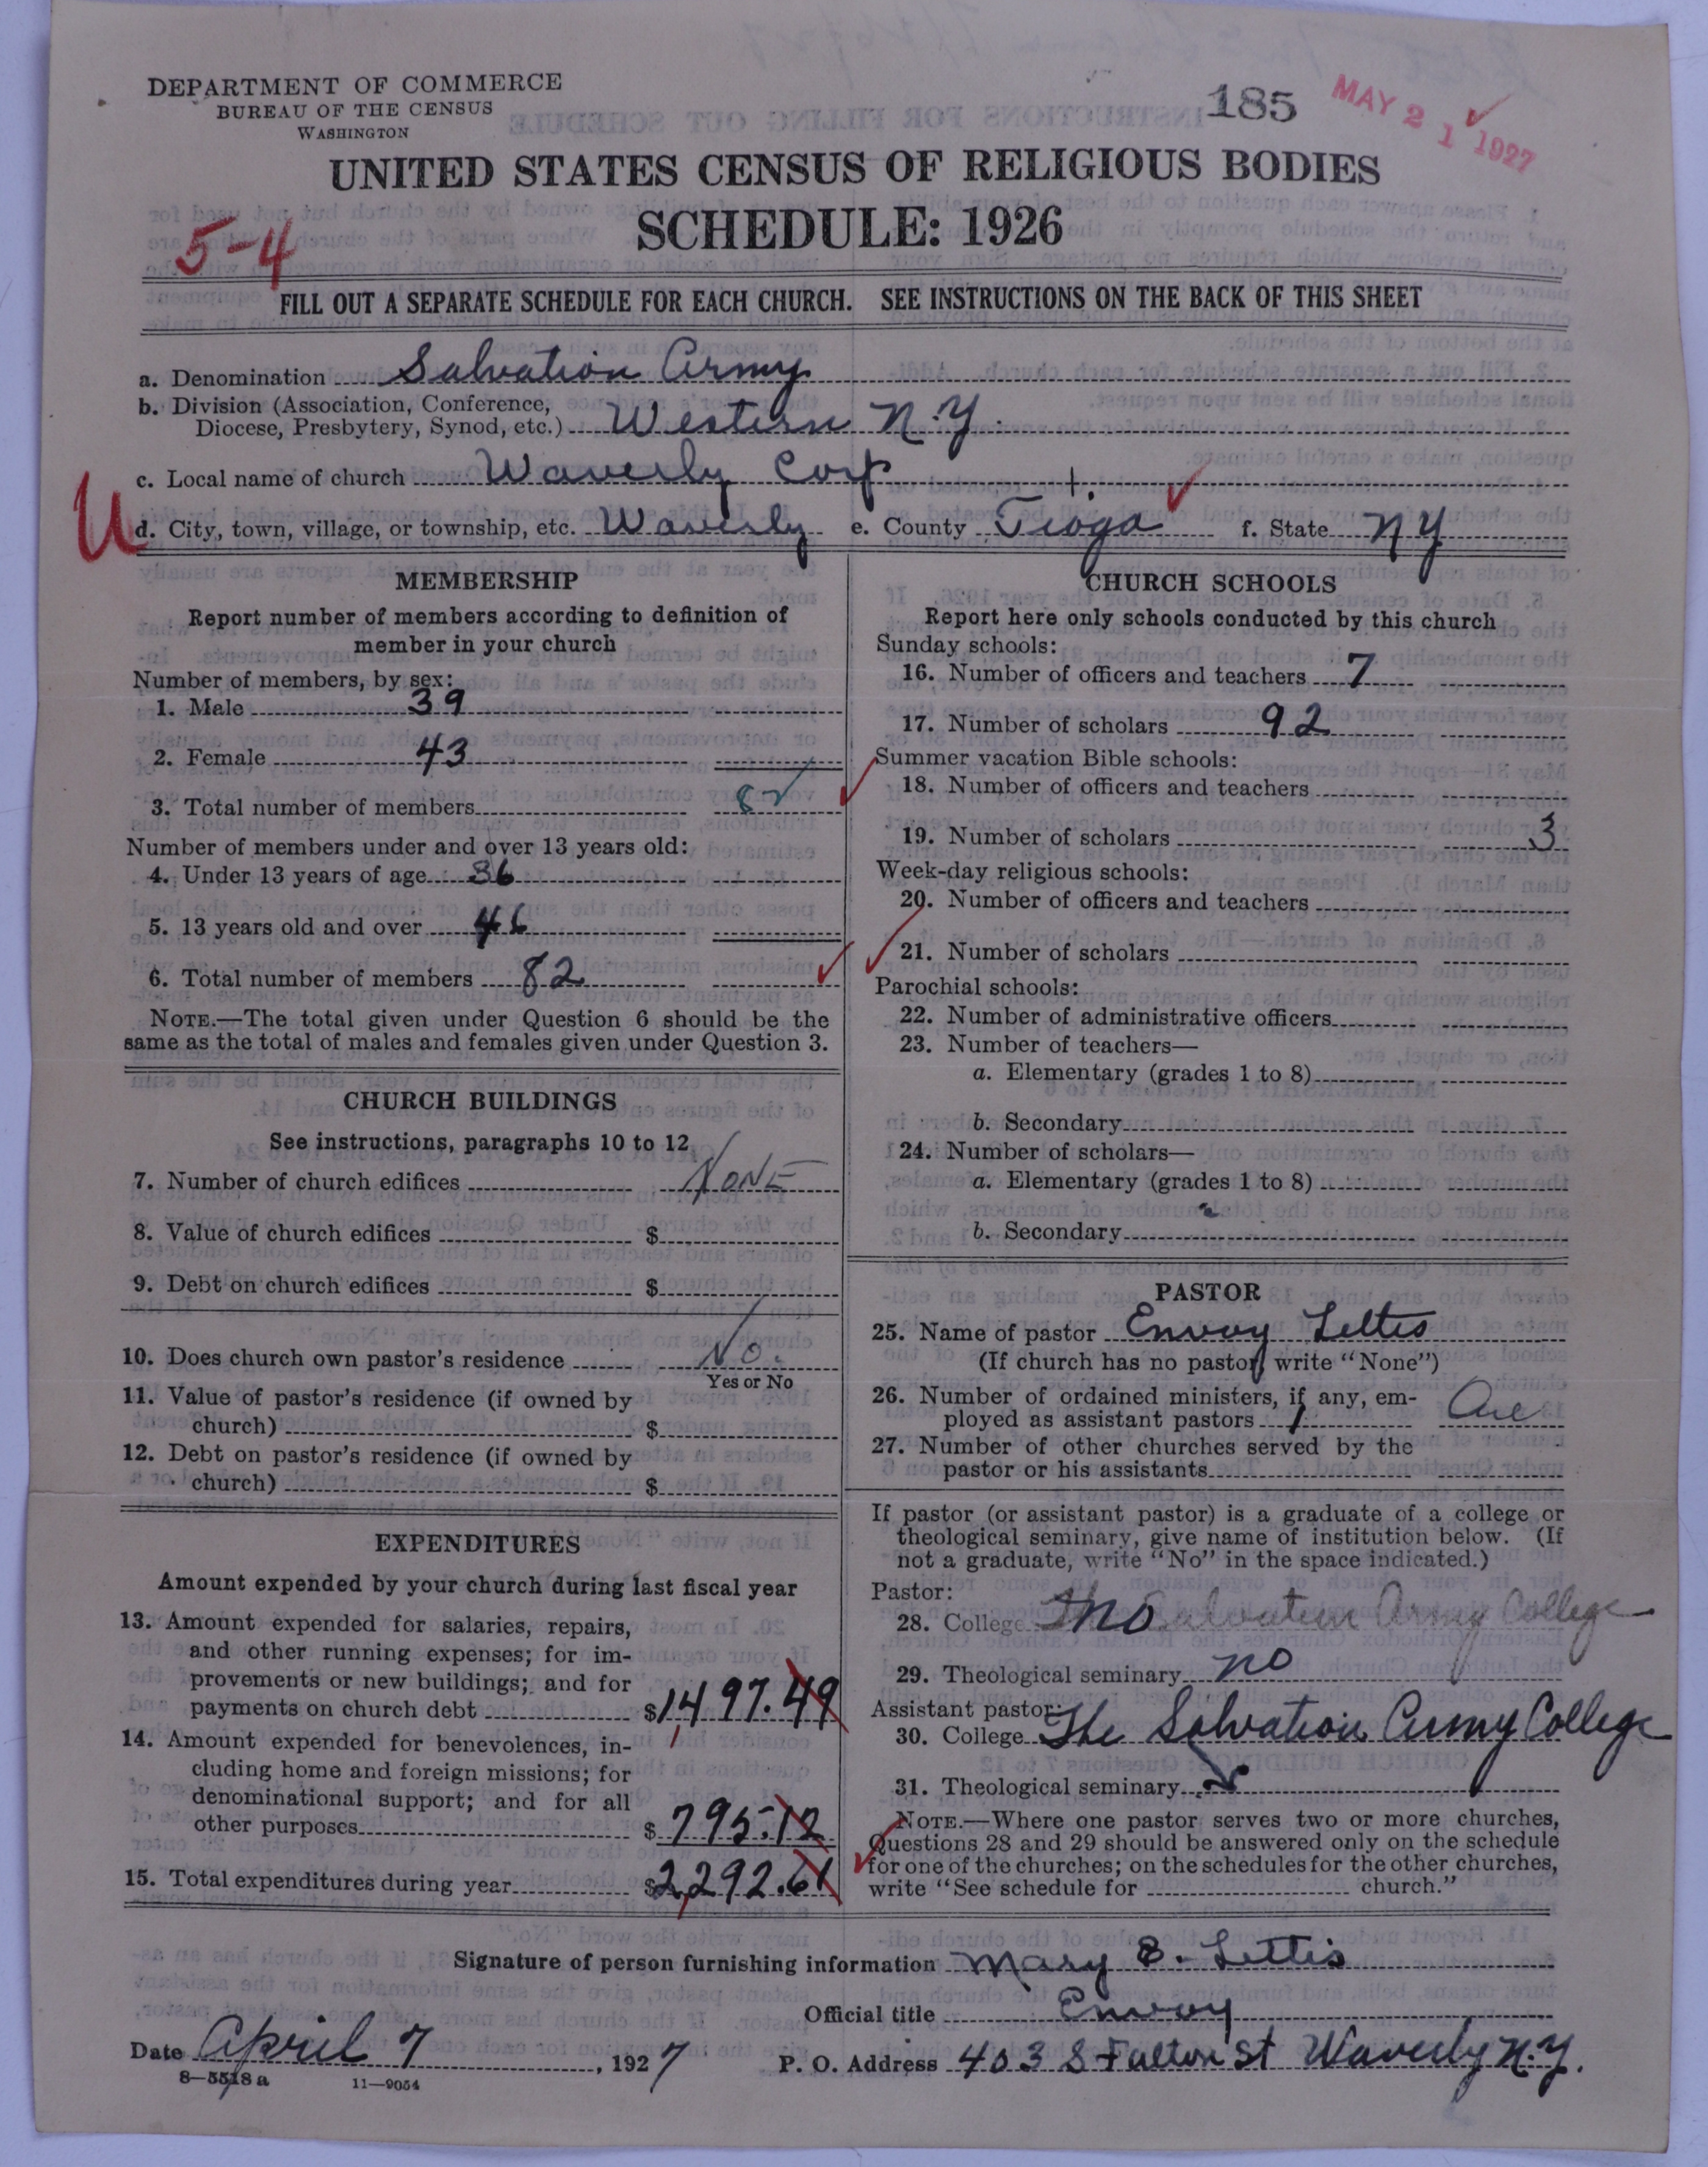 DEPARTMENT OF COMMERCE
BUREAU OF THE CENSUS
WASHINGTON
185
MAY 21 1927
UNITED STATES CENSUS OF RELIGIOUS BODIES
SCHEDULE: 1926
5-4
FILL OUT A SEPARATE SCHEDULE FOR EACH CHURCH. SEE INSTRUCTIONS ON THE BACK OF THIS SHEET
a. Denomination Salvation Army
b. Division (Association, Conference,
Diocese, Presbytery, Synod, etc.) Western N.Y.
c. Local name of church Waverly Corp
U
d. City, town, village, or township, etc. Waverly e. County Tioga f. State NY
MEMBERSHIP
Report number of members according to definition of
member in your church
Number of members, by sex:
1. Male 39
2. Female 43
3. Total number of members 82
Number of members under and over 13 years old:
4. Under 13 years of age 36
5. 13 years old and over 46
6. Total number of members 82
NOTE.—The total given under Question 6 should be the
same as the total of males and females given under Question 3.
CHURCH BUILDINGS
See instructions, paragraphs 10 to 12
7. Number of church edifices NONE
8. Value of church edifices $
9. Debt on church edifices $
10. Does church own pastor's residence No.
Yes or No
11. Value of pastor's residence (if owned by
church) $
12. Debt on pastor's residence (if owned by
church) $
EXPENDITURES
Amount expended by your church during last fiscal year
13. Amount expended for salaries, repairs,
and other running expenses; for im-
provements or new buildings; and for
payments on church debt $1497.49
14. Amount expended for benevolences, in-
cluding home and foreign missions; for
denominational support; and for all
other purposes $795.12
15. Total expenditures during year $2,292.61
CHURCH SCHOOLS
Report here only schools conducted by this church
Sunday schools:
16. Number of officers and teachers 7
17. Number of scholars 92
Summer vacation Bible schools:
18. Number of officers and teachers
19. Number of scholars 3
Week-day religious schools:
20. Number of officers and teachers
21. Number of scholars
Parochial schools:
22. Number of administrative officers
23. Number of teachers—
a. Elementary (grades 1 to 8)
b. Secondary
24. Number of scholars—
a. Elementary (grades 1 to 8)
b. Secondary
PASTOR
25. Name of pastor Envoy Lettis
(If church has no pastor, write "None")
26. Number of ordained ministers, if any, em-
ployed as assistant pastors 1
27. Number of other churches served by the
pastor or his assistants
If pastor (or assistant pastor) is a graduate of a college or
theological seminary, give name of institution below. (If
not a graduate, write "No" in the space indicated.)
Pastor:
28. College no Salvation Army College
29. Theological seminary no
Assistant pastor:
30. College The Salvation Army College
31. Theological seminary
NOTE.—Where one pastor serves two or more churches,
Questions 28 and 29 should be answered only on the schedule
for one of the churches; on the schedules for the other churches,
write "See schedule for church."
Signature of person furnishing information Mary E. Lettis
Official title Envoy
Date April 7, 1927 P. O. Address 403 S Fulton St Waverly N.Y.
8—5518 a 11—9054